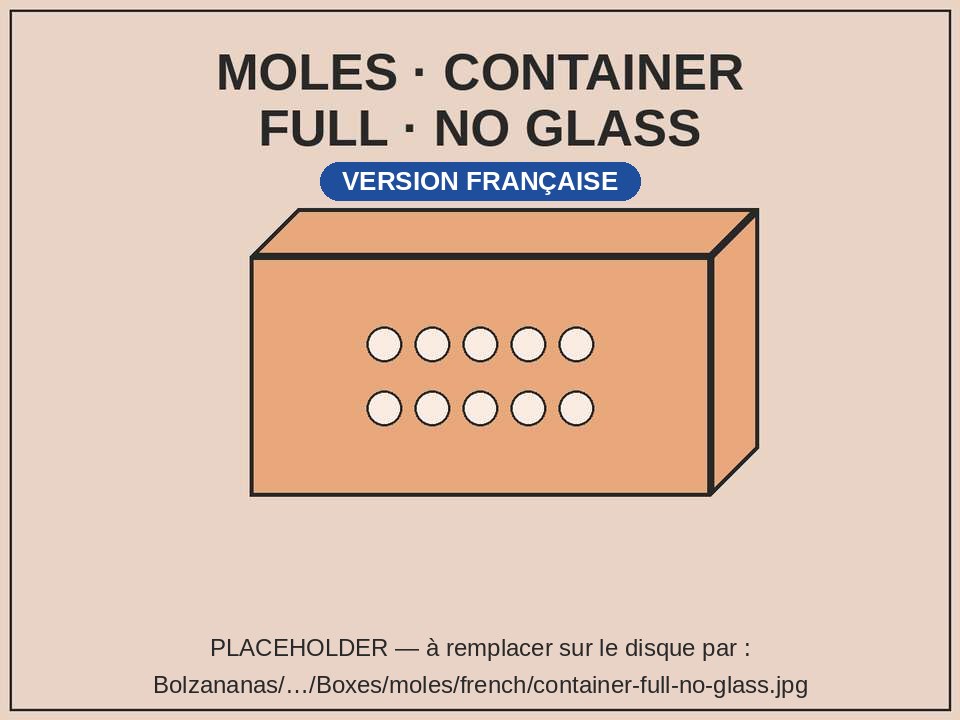 MOLES · CONTAINER
FULL · NO GLASS
VERSION FRANÇAISE
PLACEHOLDER — à remplacer sur le disque par :
Bolzananas/…/Boxes/moles/french/container-full-no-glass.jpg